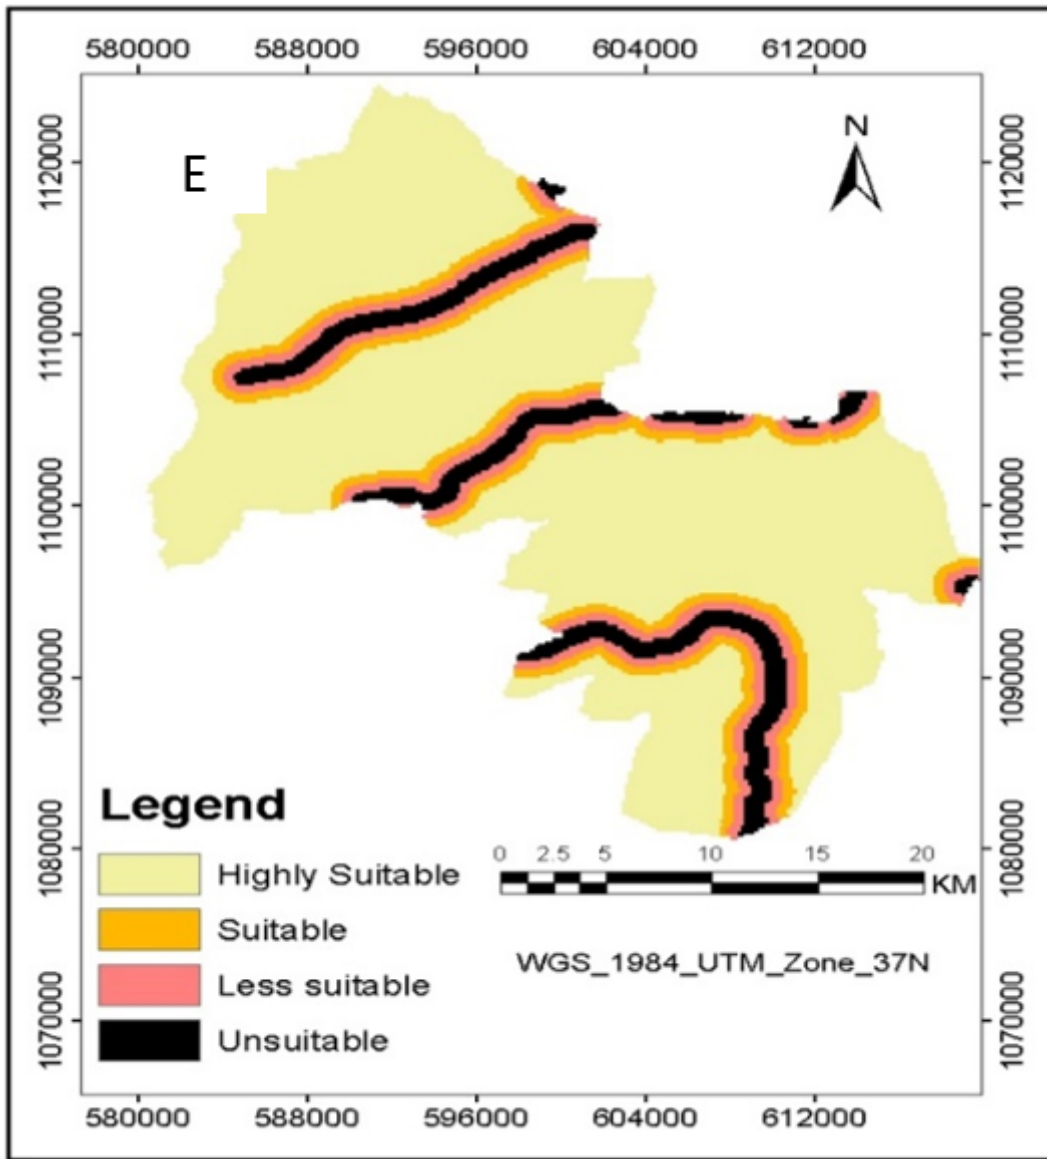 580000 588000 596000 604000 612000
N
E
1120000 1120000
1110000 1110000
1100000 1100000
1090000 1090000
1080000 1080000
1070000 1070000
Legend
Highly Suitable
Suitable
Less suitable
Unsuitable
0 2.5 5 10 15 20
KM
WGS_1984_UTM_Zone_37N
580000 588000 596000 604000 612000